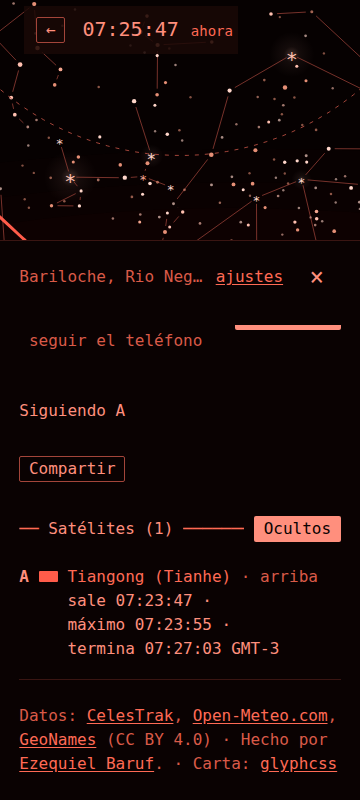 ← 07:25:47 ahora
Bariloche, Río Neg… ajustes ×
seguir el teléfono
Siguiendo A
Compartir
Satélites (1) Ocultos
A Tiangong (Tianhe) · arriba
sale 07:23:47 ·
máximo 07:23:55 ·
termina 07:27:03 GMT-3
Datos: CelesTrak, Open-Meteo.com,
GeoNames (CC BY 4.0) · Hecho por
Ezequiel Baruf. · Carta: glyphcss